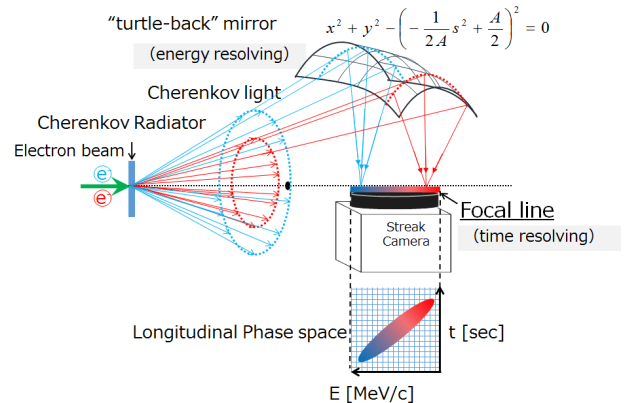 “turtle-back” mirror
(energy resolving)
x² + y² − (− 1/2A s² + A/2)² = 0
Cherenkov light
Cherenkov Radiator
Electron beam
e⁻
e⁻
Streak
Camera
Focal line
(time resolving)
Longitudinal Phase space
t [sec]
E [MeV/c]